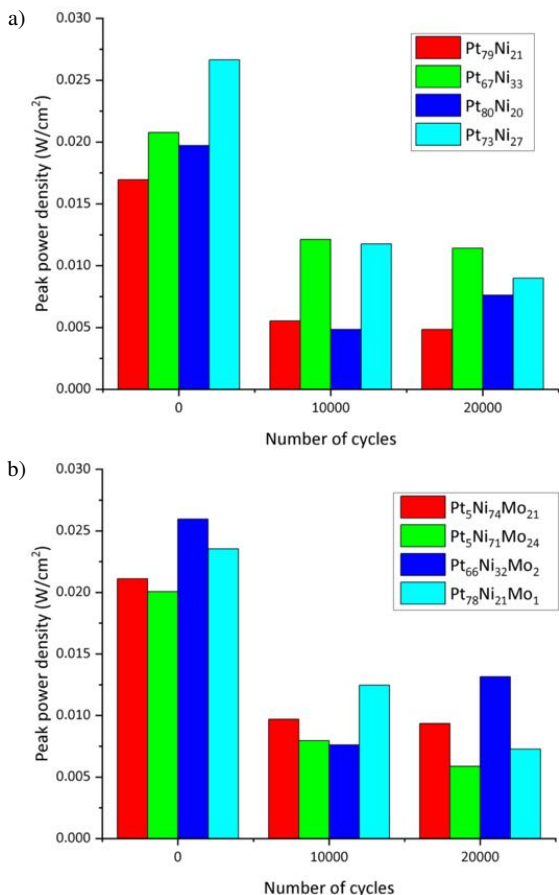 a)
0.030
0.025
0.020
0.015
0.010
0.005
0.000
Peak power density (W/cm²)
Pt₇₉Ni₂₁
Pt₆₇Ni₃₃
Pt₈₀Ni₂₀
Pt₇₃Ni₂₇
0 10000 20000
Number of cycles
b)
0.030
0.025
0.020
0.015
0.010
0.005
0.000
Peak power density (W/cm²)
Pt₅Ni₇₄Mo₂₁
Pt₅Ni₇₁Mo₂₄
Pt₆₆Ni₃₂Mo₂
Pt₇₈Ni₂₁Mo₁
0 10000 20000
Number of cycles